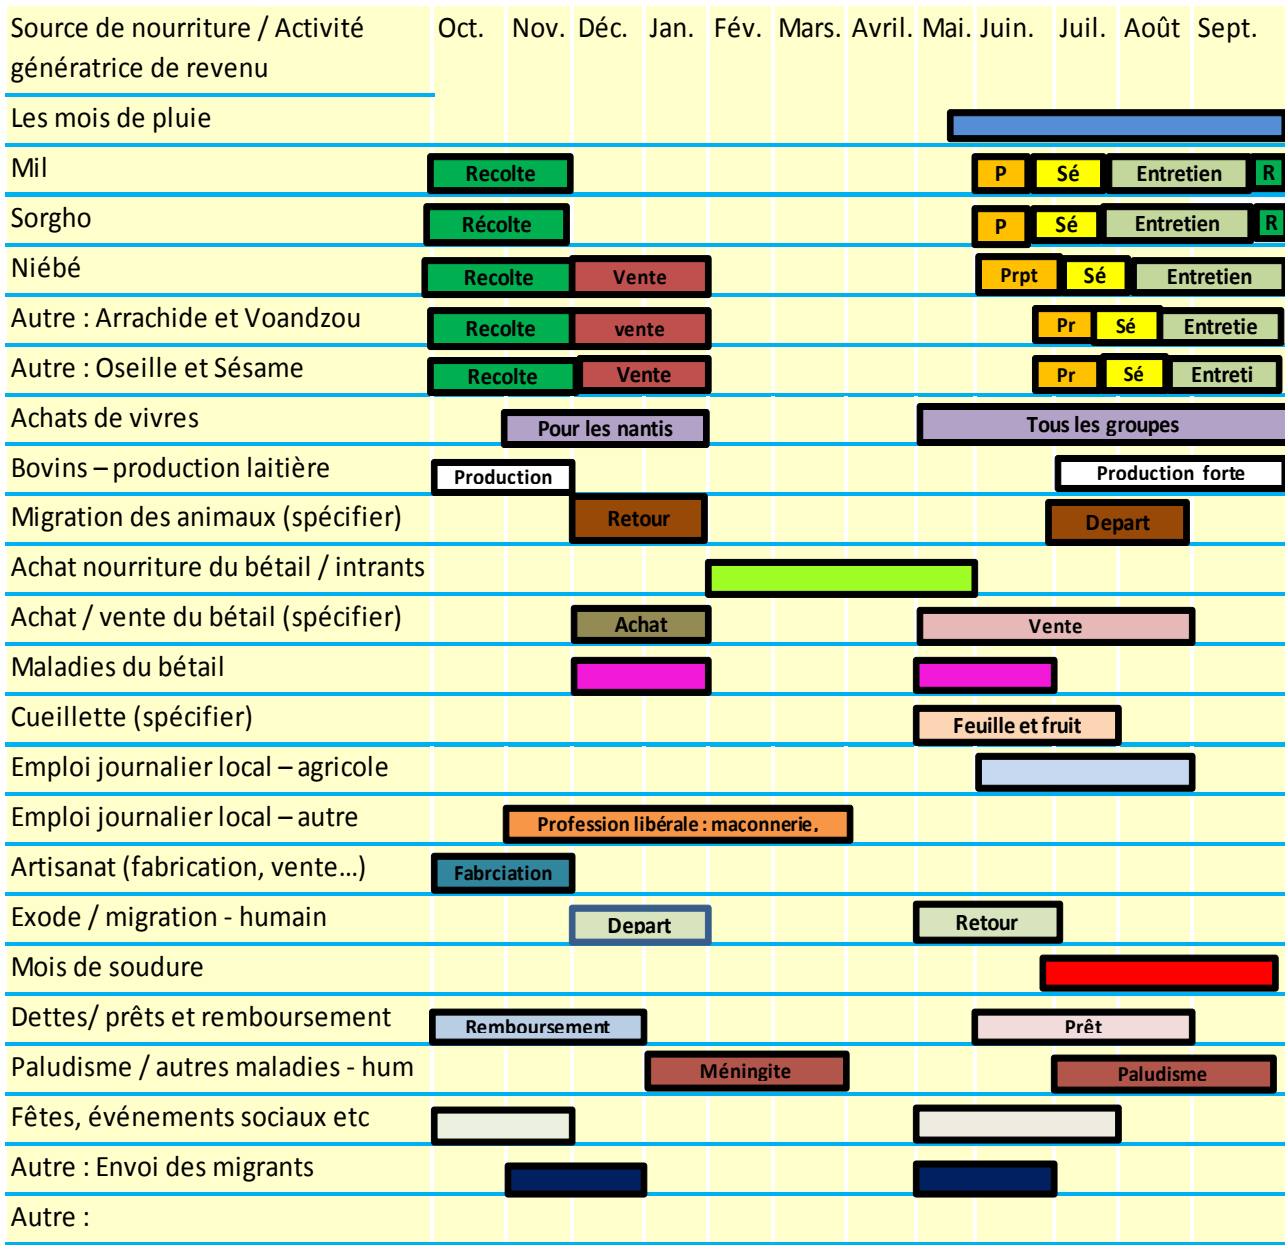 Source de nourriture / Activité Oct. Nov. Déc. Jan. Fév. Mars. Avril. Mai. Juin. Juil. Août Sept.
génératrice de revenu
Les mois de pluie
Mil Recolte P Sé Entretien R
Sorgho Récolte P Sé Entretien R
Niébé Recolte Vente Prpt Sé Entretien
Autre : Arrachide et Voandzou Recolte vente Pr Sé Entretie
Autre : Oseille et Sésame Recolte Vente Pr Sé Entreti
Achats de vivres Pour les nantis Tous les groupes
Bovins – production laitière Production Production forte
Migration des animaux (spécifier) Retour Depart
Achat nourriture du bétail / intrants
Achat / vente du bétail (spécifier) Achat Vente
Maladies du bétail
Cueillette (spécifier) Feuille et fruit
Emploi journalier local – agricole
Emploi journalier local – autre Profession libérale : maconnerie,
Artisanat (fabrication, vente...) Fabrciation
Exode / migration - humain Depart Retour
Mois de soudure
Dettes/ prêts et remboursement Remboursement Prêt
Paludisme / autres maladies - hum Méningite Paludisme
Fêtes, événements sociaux etc
Autre : Envoi des migrants
Autre :